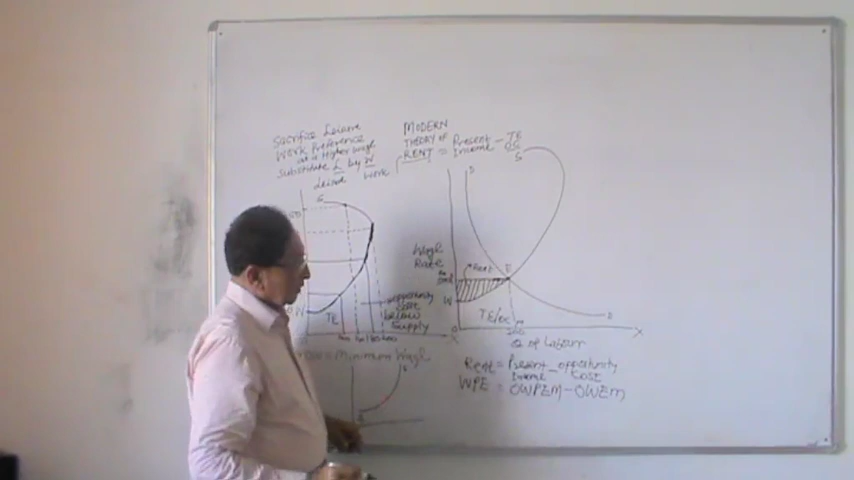 Sacrifice Leisure
Work Preference
at a Higher Wage
Substitute L by W
Leisure Work
MODERN
THEORY OF
RENT = Present Income - TE
OC
S
D
S
Wage
Rate
W
Rent
E
TE/OC
200
D
O
X
Q of Labour
W
TE
opportunity
cost
below
Supply
X
= Minimum Wage
S
Rent = Present Income - opportunity Cost
WPE = OWPEM - OWEM